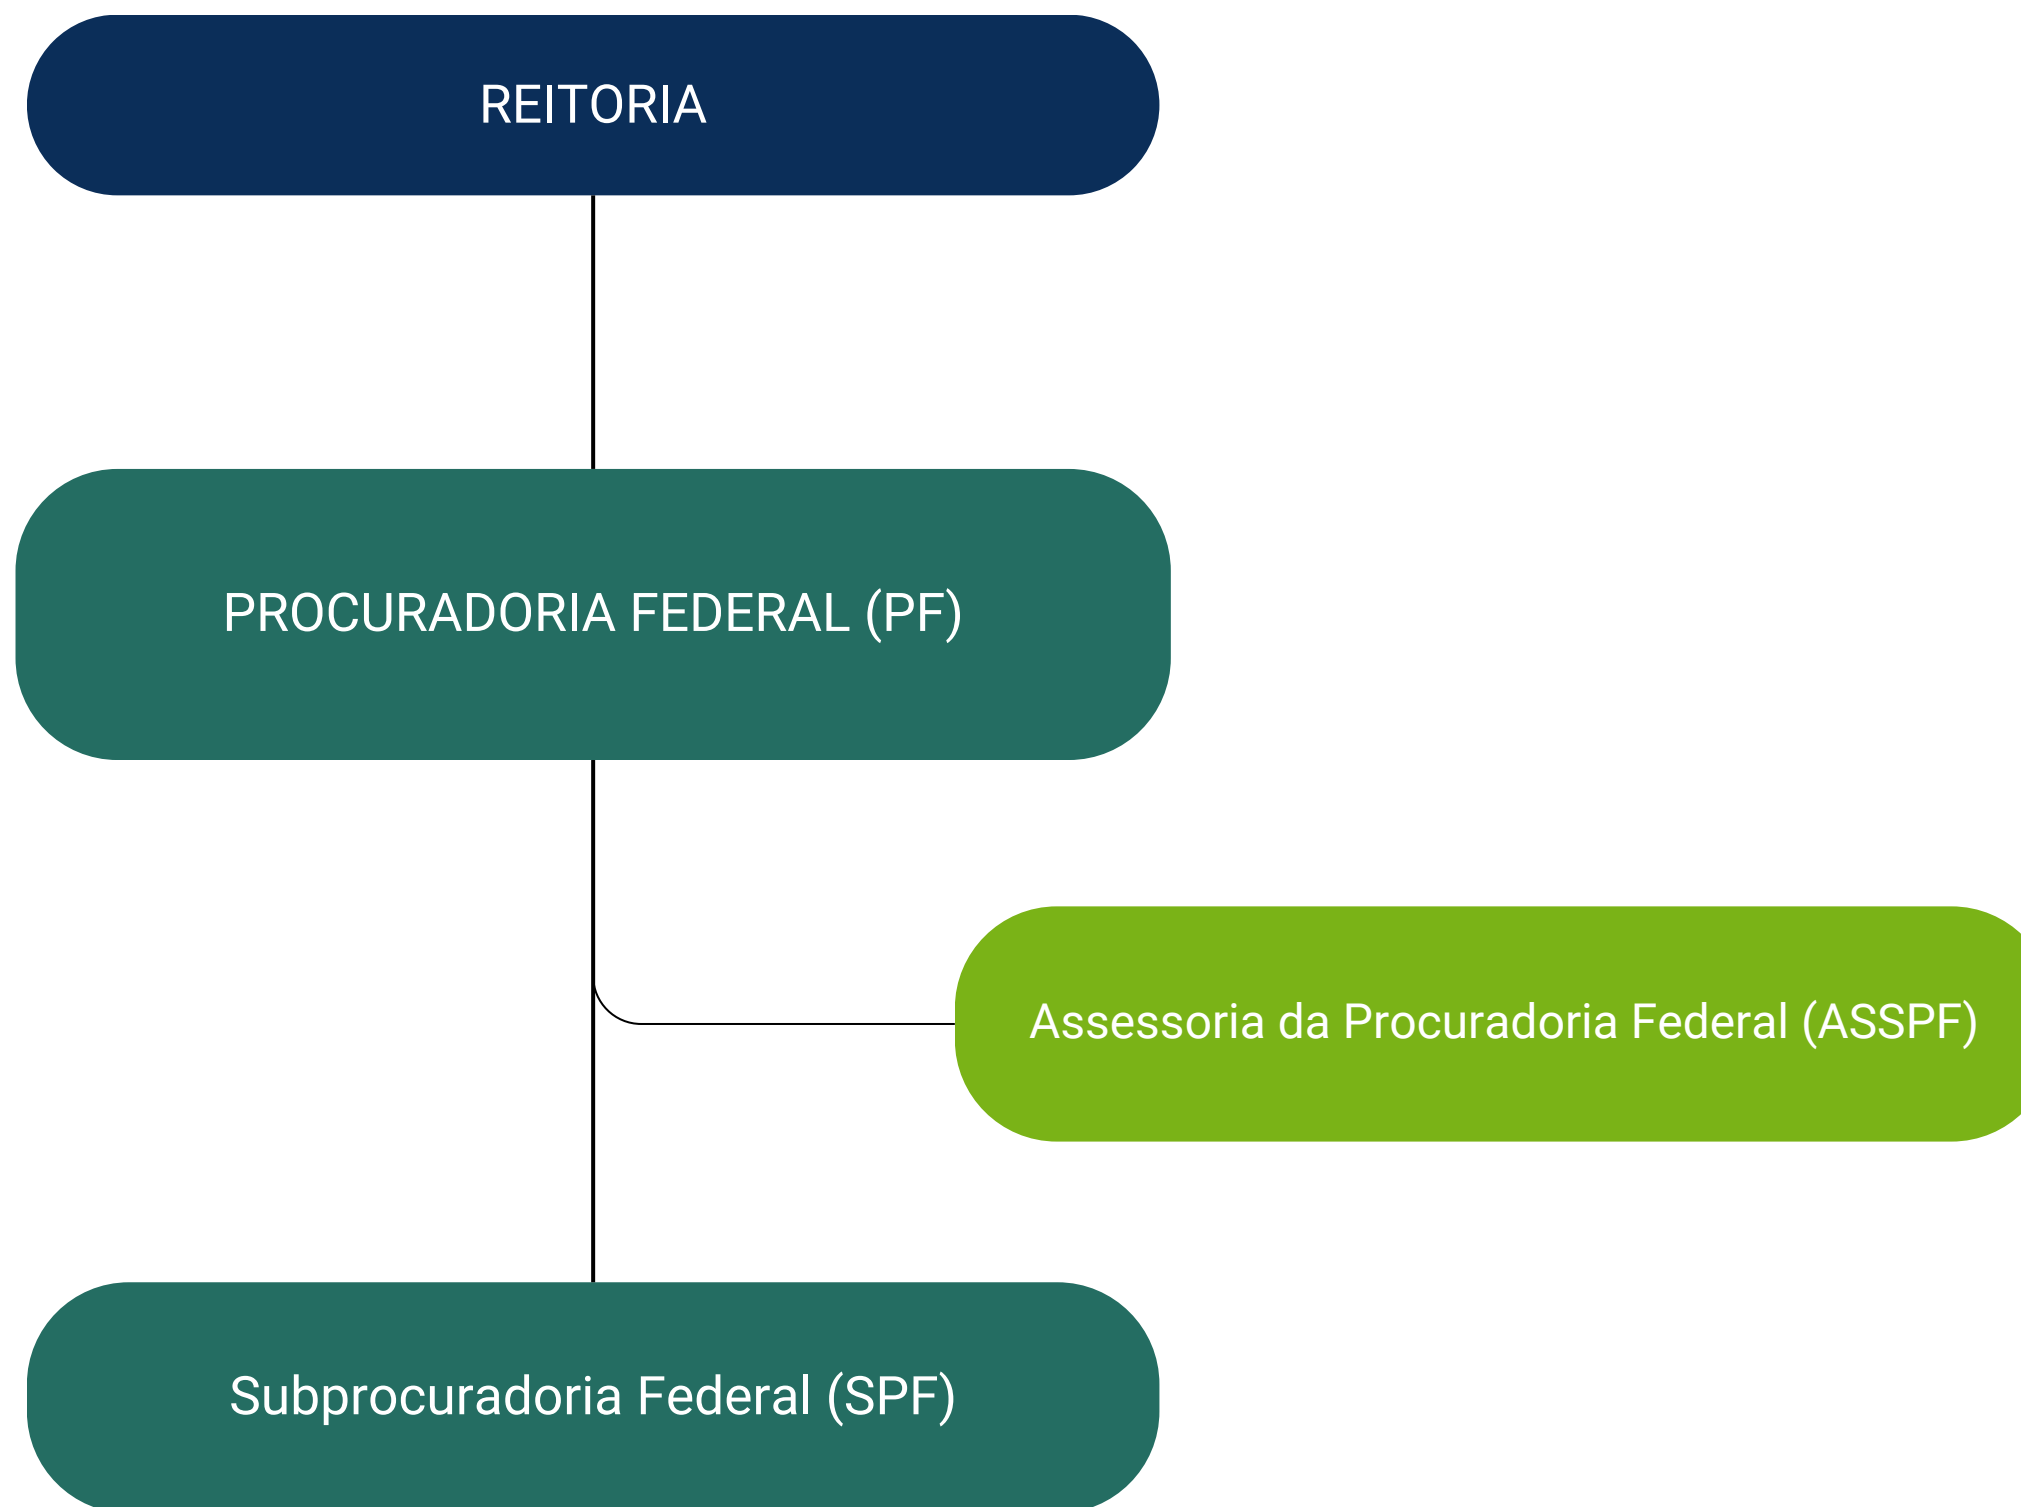 REITORIA
PROCURADORIA FEDERAL (PF)
Assessoria da Procuradoria Federal (ASSPF)
Subprocuradoria Federal (SPF)